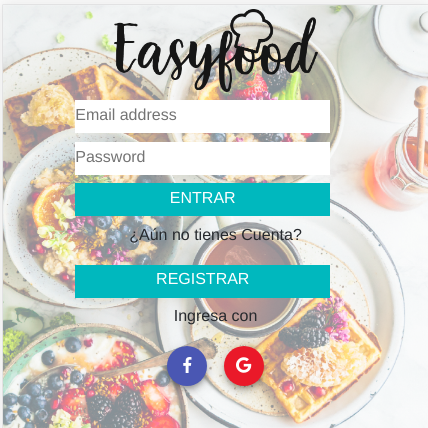 Easyfood
Email address
Password
ENTRAR
¿Aún no tienes Cuenta?
REGISTRAR
Ingresa con
f G